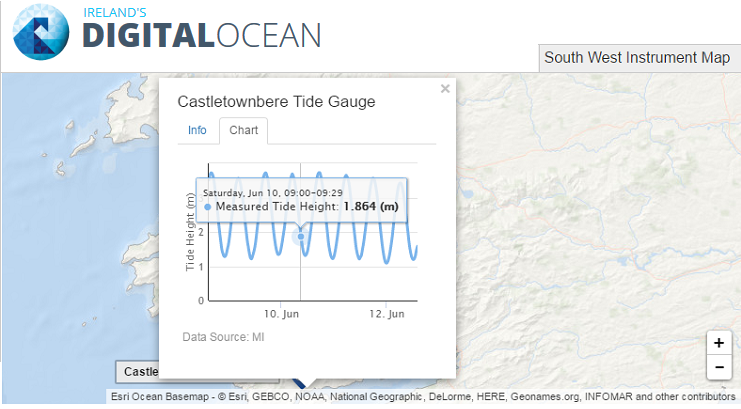 IRELAND'S
DIGITALOCEAN
South West Instrument Map
×
Castletownbere Tide Gauge
Info Chart
Saturday, Jun 10, 09:00-09:29
● Measured Tide Height: 1.864 (m)
Tide Height (m)
2
1
0
10. Jun 12. Jun
Data Source: MI
Castle
+
−
Esri Ocean Basemap - © Esri, GEBCO, NOAA, National Geographic, DeLorme, HERE, Geonames.org, INFOMAR and other contributors